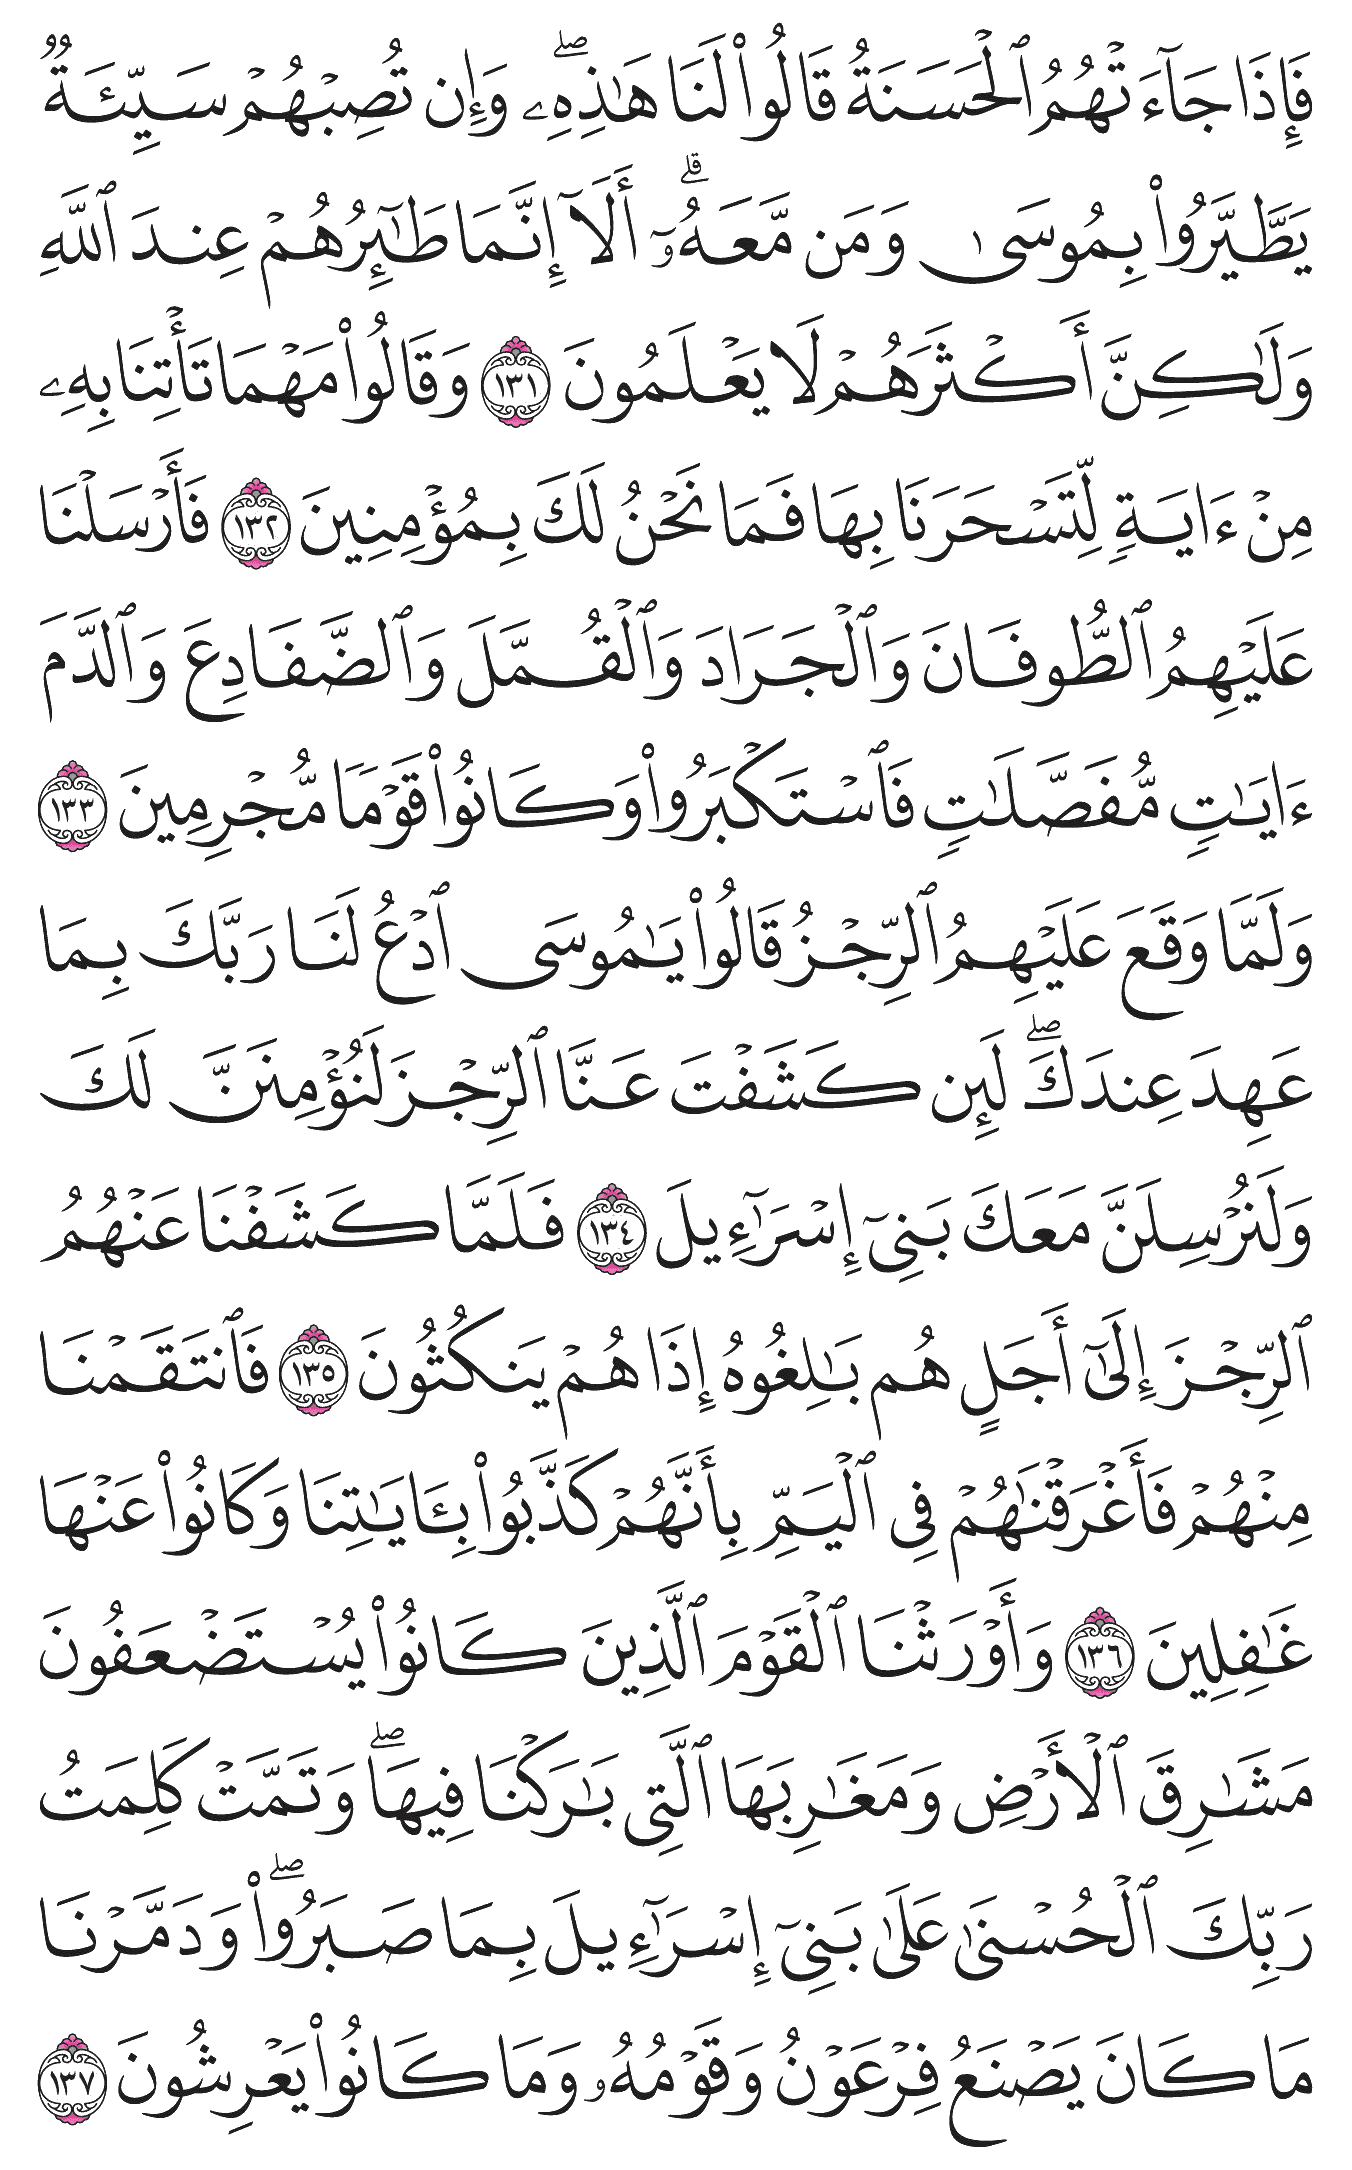 فَإِذَا جَآءَتْهُمُ ٱلْحَسَنَةُ قَالُوا۟ لَنَا هَـٰذِهِۦ ۖ وَإِن تُصِبْهُمْ سَيِّئَةٌ
يَطَّيَّرُوا۟ بِمُوسَىٰ وَمَن مَّعَهُۥٓ ۗ أَلَآ إِنَّمَا طَـٰٓئِرُهُمْ عِندَ ٱللَّهِ
وَلَـٰكِنَّ أَكْثَرَهُمْ لَا يَعْلَمُونَ ١٣١ وَقَالُوا۟ مَهْمَا تَأْتِنَا بِهِۦ
مِنْ ءَايَةٍ لِّتَسْحَرَنَا بِهَا فَمَا نَحْنُ لَكَ بِمُؤْمِنِينَ ١٣٢ فَأَرْسَلْنَا
عَلَيْهِمُ ٱلطُّوفَانَ وَٱلْجَرَادَ وَٱلْقُمَّلَ وَٱلضَّفَادِعَ وَٱلدَّمَ
ءَايَـٰتٍ مُّفَصَّلَـٰتٍ فَٱسْتَكْبَرُوا۟ وَكَانُوا۟ قَوْمًا مُّجْرِمِينَ ١٣٣
وَلَمَّا وَقَعَ عَلَيْهِمُ ٱلرِّجْزُ قَالُوا۟ يَـٰمُوسَى ٱدْعُ لَنَا رَبَّكَ بِمَا
عَهِدَ عِندَكَ ۖ لَئِن كَشَفْتَ عَنَّا ٱلرِّجْزَ لَنُؤْمِنَنَّ لَكَ
وَلَنُرْسِلَنَّ مَعَكَ بَنِىٓ إِسْرَٰٓءِيلَ ١٣٤ فَلَمَّا كَشَفْنَا عَنْهُمُ
ٱلرِّجْزَ إِلَىٰٓ أَجَلٍ هُم بَـٰلِغُوهُ إِذَا هُمْ يَنكُثُونَ ١٣٥ فَٱنتَقَمْنَا
مِنْهُمْ فَأَغْرَقْنَـٰهُمْ فِى ٱلْيَمِّ بِأَنَّهُمْ كَذَّبُوا۟ بِـَٔايَـٰتِنَا وَكَانُوا۟ عَنْهَا
غَـٰفِلِينَ ١٣٦ وَأَوْرَثْنَا ٱلْقَوْمَ ٱلَّذِينَ كَانُوا۟ يُسْتَضْعَفُونَ
مَشَـٰرِقَ ٱلْأَرْضِ وَمَغَـٰرِبَهَا ٱلَّتِى بَـٰرَكْنَا فِيهَا ۖ وَتَمَّتْ كَلِمَتُ
رَبِّكَ ٱلْحُسْنَىٰ عَلَىٰ بَنِىٓ إِسْرَٰٓءِيلَ بِمَا صَبَرُوا۟ ۖ وَدَمَّرْنَا
مَا كَانَ يَصْنَعُ فِرْعَوْنُ وَقَوْمُهُۥ وَمَا كَانُوا۟ يَعْرِشُونَ ١٣٧